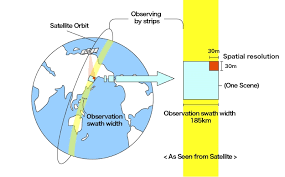 Satellite Orbit
Observing
by strips
30m
Spatial resolution
30m
(One Scene)
Observation
swath width
Observation swath width
185km
< As Seen from Satellite >